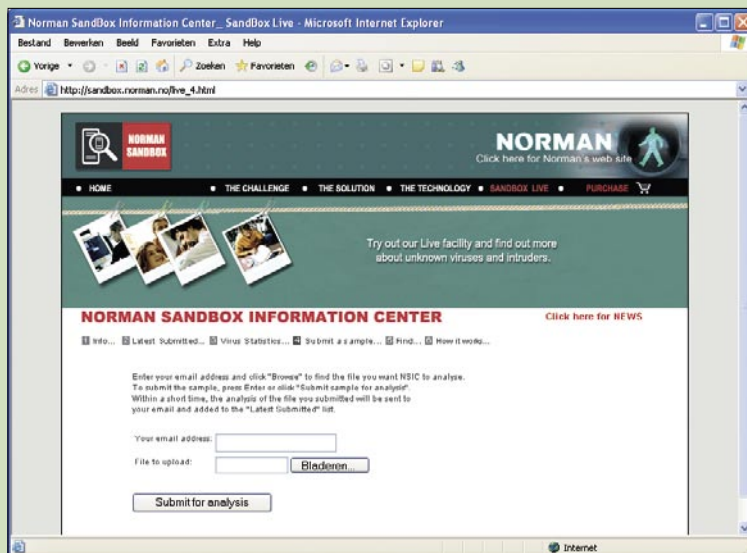 Norman SandBox Information Center_ SandBox Live - Microsoft Internet Explorer
Bestand Bewerken Beeld Favorieten Extra Help
Vorige Zoeken Favorieten
Adres http://sandbox.norman.no/live_4.html
NORMAN
SANDBOX
NORMAN
Click here for Norman's web site
HOME THE CHALLENGE THE SOLUTION THE TECHNOLOGY SANDBOX LIVE PURCHASE
Try out our Live facility and find out more
about unknown viruses and intruders.
NORMAN SANDBOX INFORMATION CENTER
Click here for NEWS
1 Info... 2 Latest Submitted... 3 Virus Statistics... 4 Submit a sample... 5 Find... 6 How it works...
Enter your email address and click "Browse" to find the file you want NSIC to analyse.
To submit the sample, press Enter or click "Submit sample for analysis".
Within a short time, the analysis of the file you submitted will be sent to
your email and added to the "Latest Submitted" list.
Your email address:
File to upload: Bladeren...
Submit for analysis
Internet